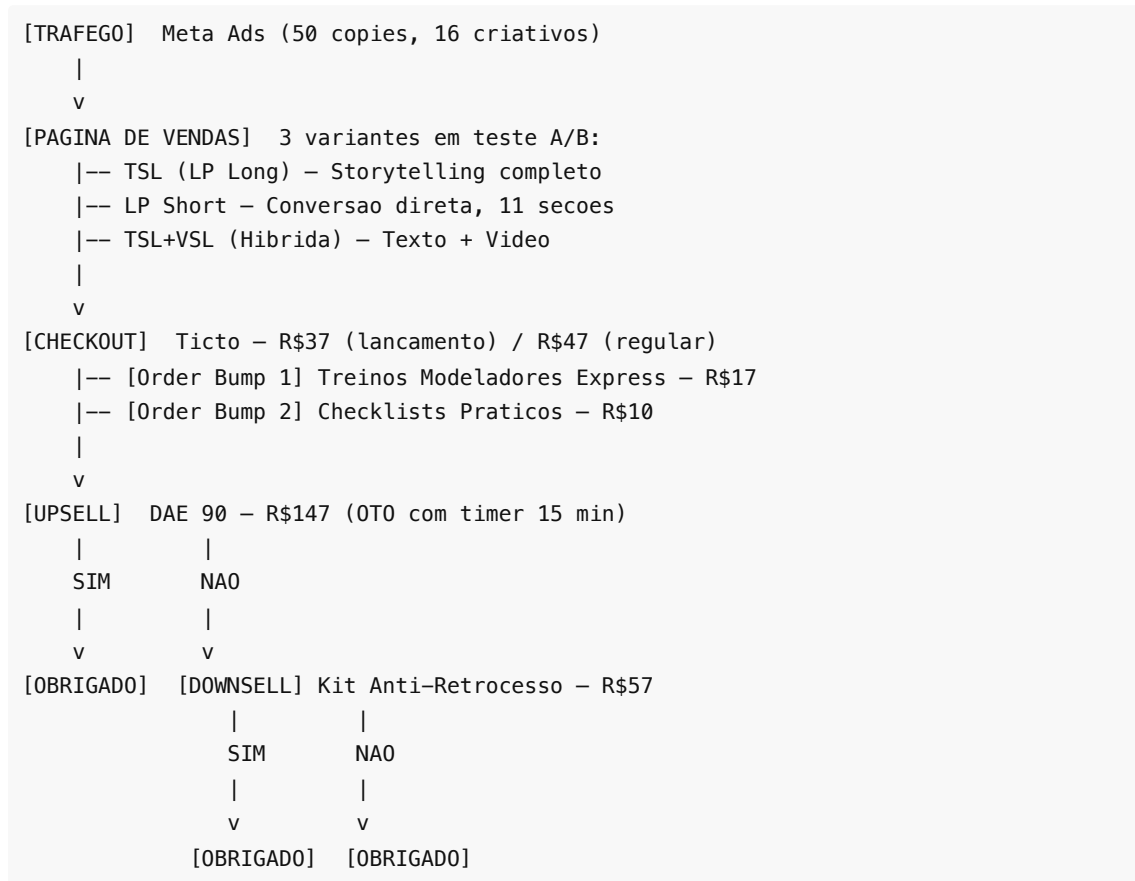 [TRAFEGO]  Meta Ads (50 copies, 16 criativos)
    |
    v
[PAGINA DE VENDAS]  3 variantes em teste A/B:
    |-- TSL (LP Long) — Storytelling completo
    |-- LP Short — Conversao direta, 11 secoes
    |-- TSL+VSL (Hibrida) — Texto + Video
    |
    v
[CHECKOUT]  Ticto — R$37 (lancamento) / R$47 (regular)
    |-- [Order Bump 1] Treinos Modeladores Express — R$17
    |-- [Order Bump 2] Checklists Praticos — R$10
    |
    v
[UPSELL]  DAE 90 — R$147 (OTO com timer 15 min)
    |          |
   SIM        NAO
    |          |
    v          v
[OBRIGADO]  [DOWNSELL] Kit Anti-Retrocesso — R$57
                |          |
               SIM        NAO
                |          |
                v          v
            [OBRIGADO]  [OBRIGADO]